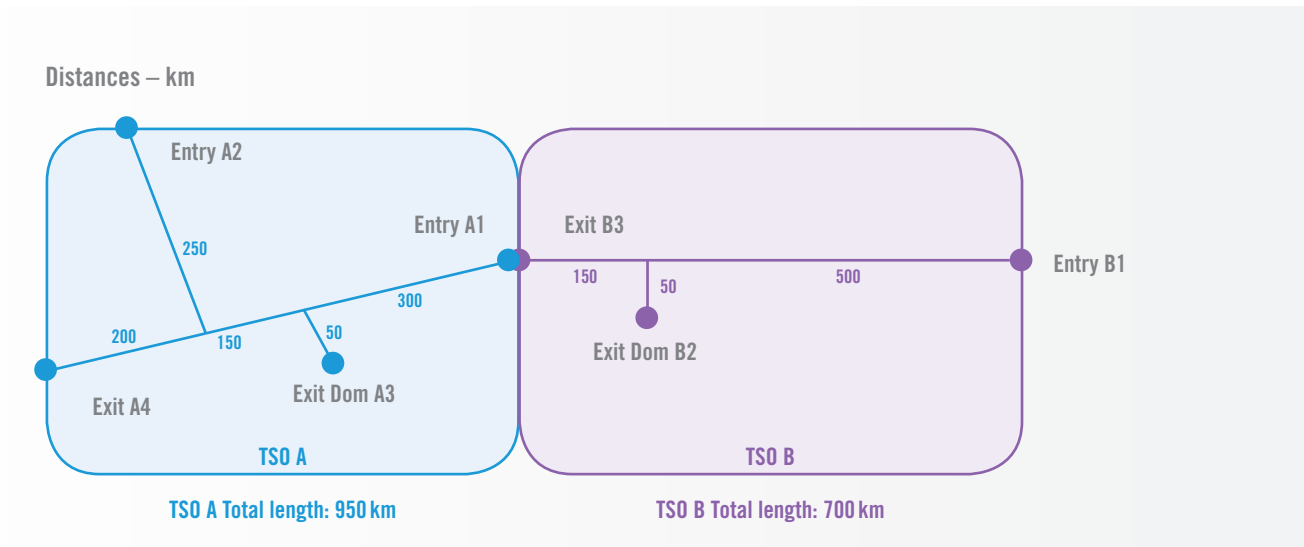 Distances – km
Entry A2
Entry A1
Exit B3
250
Entry B1
150
500
50
300
200
150
50
Exit Dom B2
Exit Dom A3
Exit A4
TSO A
TSO B
TSO A Total length: 950 km
TSO B Total length: 700 km